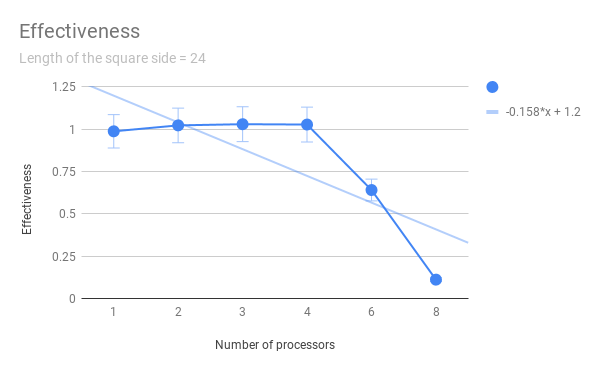 Effectiveness
Length of the square side = 24
1.25
1
0.75
0.5
0.25
0
Effectiveness
1 2 3 4 6 8
Number of processors
-0.158*x + 1.2